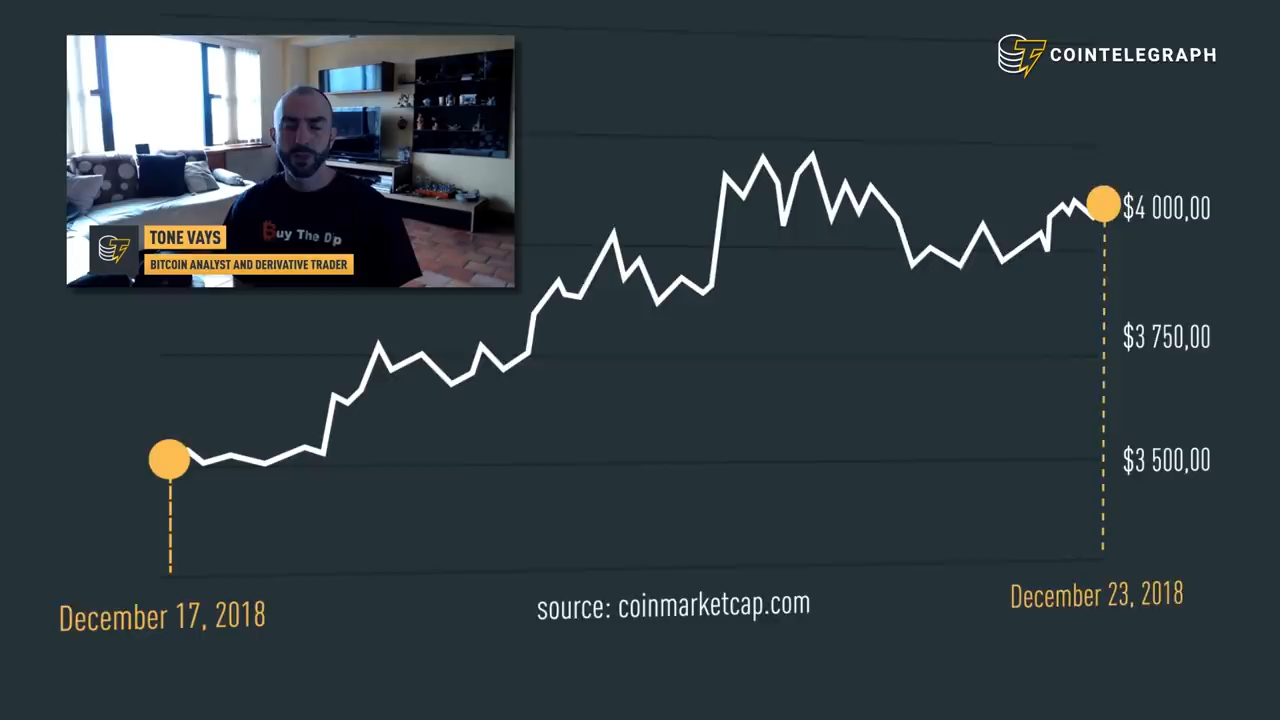 COINTELEGRAPH
Buy The Dip
TONE VAYS
BITCOIN ANALYST AND DERIVATIVE TRADER
$4 000,00
$3 750,00
$3 500,00
December 17, 2018
source: coinmarketcap.com
December 23, 2018